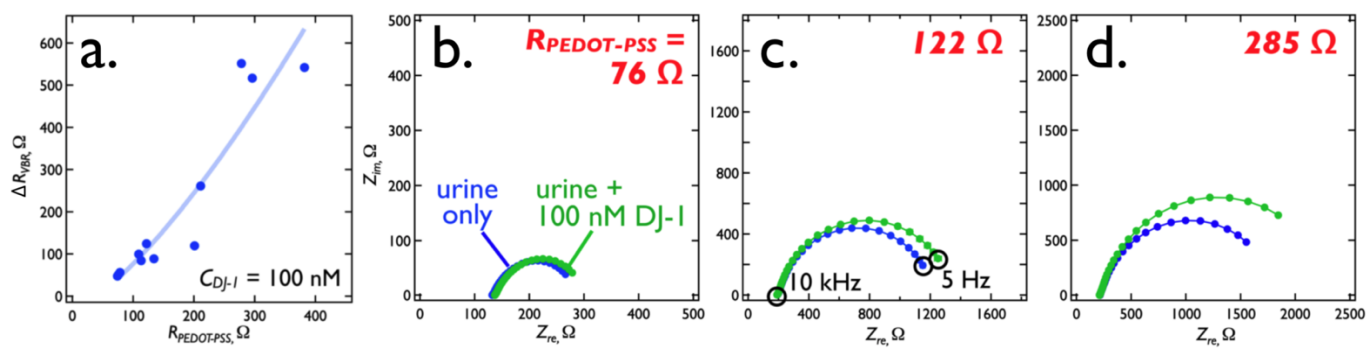 a.
600
500
400
300
200
100
0
ΔR_VBR, Ω
C_DJ-1 = 100 nM
0 100 200 300 400
R_PEDOT-PSS, Ω
b.
R_PEDOT-PSS =
76 Ω
500
400
300
200
100
0
Z_im, Ω
urine
only
urine +
100 nM DJ-1
0 100 200 300 400 500
Z_re, Ω
c.
122 Ω
1600
1200
800
400
0
10 kHz
5 Hz
0 400 800 1200 1600
Z_re, Ω
d.
285 Ω
2500
2000
1500
1000
500
0
0 500 1000 1500 2000 2500
Z_re, Ω